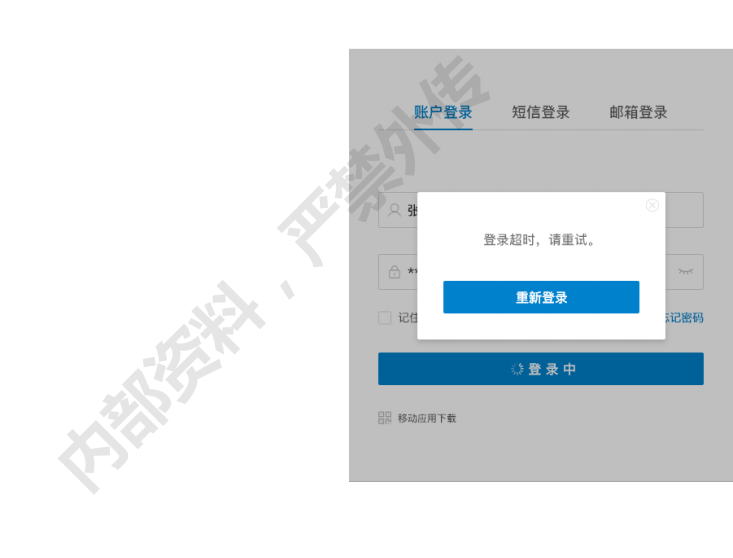 账户登录 短信登录 邮箱登录
张
登录超时，请重试。
**
重新登录
记住
忘记密码
登录中
移动应用下载
内部资料，严禁外传